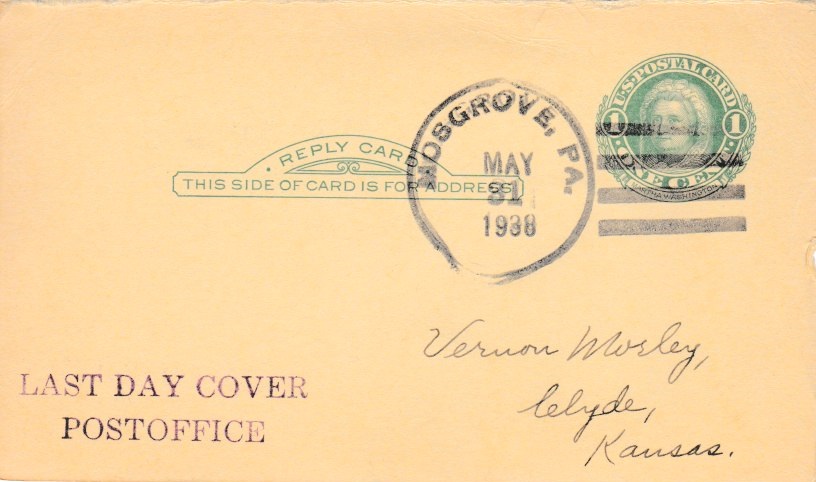 U.S. POSTAL CARD
1 1
ONE CENT
MARTHA WASHINGTON
· REPLY CARD
THIS SIDE OF CARD IS FOR ADDRESS
MOSGROVE, PA.
MAY
31
1938
Vernon Morley,
Clyde,
Kansas.
LAST DAY COVER
POSTOFFICE